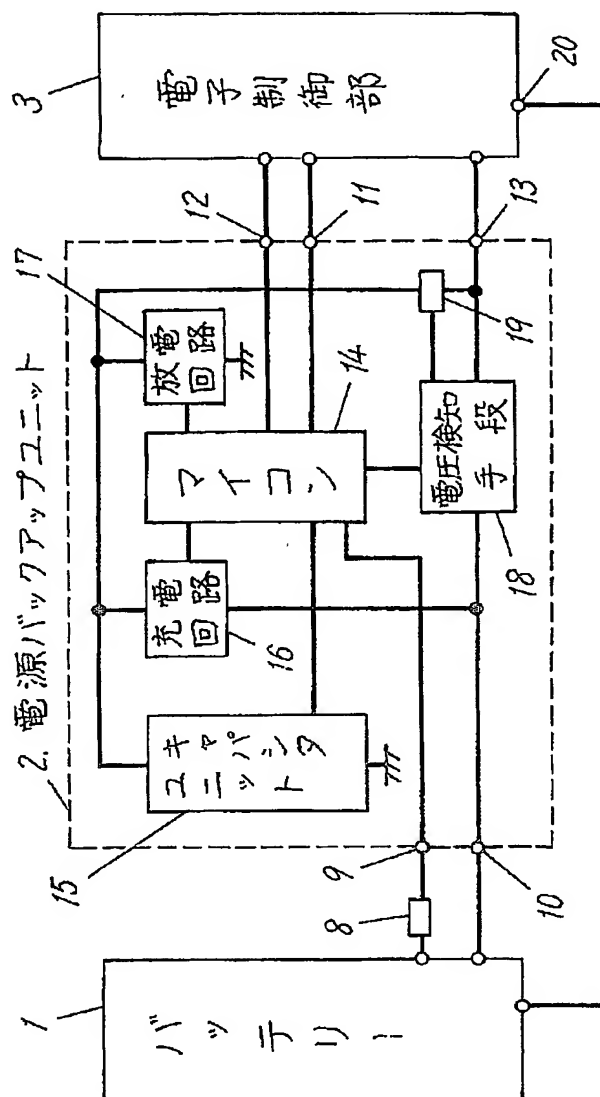 1
バッテリー
2. 電源バックアップユニット
3
電子制御部
8
9
10
11
12
13
マイコン
14
キャパシタ
ユニット
15
充電
回路
16
放電
回路
17
電圧検知
手段
18
19
20